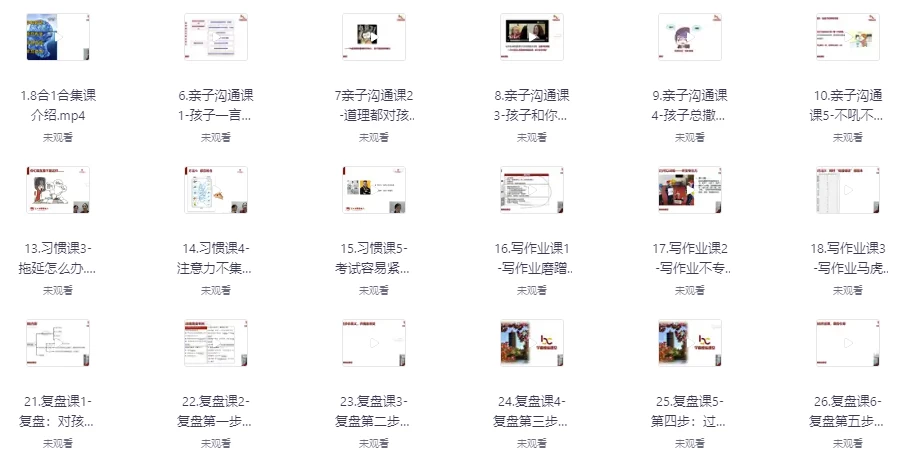 1.8合1合集课
介绍.mp4
未观看
6.亲子沟通课
1-孩子一言...
未观看
7亲子沟通课2
-道理都对孩..
未观看
8.亲子沟通课
3-孩子和你...
未观看
9.亲子沟通课
4-孩子总撒...
未观看
10.亲子沟通
课5-不吼不...
未观看
13.习惯课3-
拖延怎么办....
未观看
14.习惯课4-
注意力不集...
未观看
15.习惯课5-
考试容易紧...
未观看
16.写作业课1
-写作业磨蹭..
未观看
17.写作业课2
-写作业不专..
未观看
18.写作业课3
-写作业马虎..
未观看
21.复盘课1-
复盘：对孩...
未观看
22.复盘课2-
复盘第一步...
未观看
23.复盘课3-
复盘第二步...
未观看
24.复盘课4-
复盘第三步...
未观看
25.复盘课5-
第四步：过...
未观看
26.复盘课6-
复盘第五步...
未观看